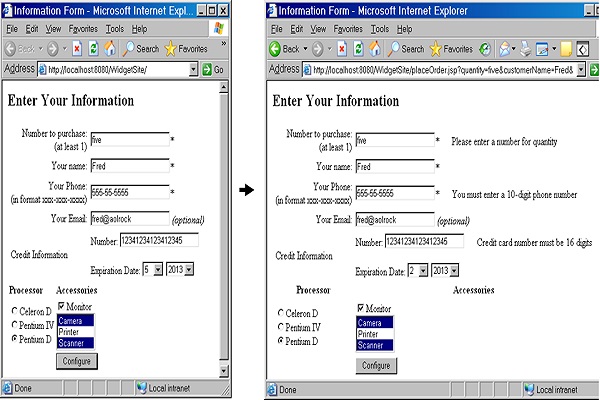 Information Form - Microsoft Internet Explo...
File Edit View Favorites Tools Help
Back Search Favorites
Address http://localhost:8080/WidgetSite/ Go
Enter Your Information
Number to purchase: five *
(at least 1)
Your name: Fred *
Your Phone: 555-55-5555 *
(in format xxx-xxx-xxxx)
Your Email: fred@aolrock (optional)
Number: 12341234123412345
Credit Information
Expiration Date: 5 2013
Processor Accessories
Monitor
Celeron D Camera
Pentium IV Printer
Pentium D Scanner
Configure
Done Local intranet
Information Form - Microsoft Internet Explorer
File Edit View Favorites Tools Help
Back Search Favorites
Address http://localhost:8080/WidgetSite/placeOrder.jsp?quantity=five&customerName=Fred& Go
Enter Your Information
Number to purchase: five * Please enter a number for quantity
(at least 1)
Your name: Fred *
Your Phone: 555-55-5555 * You must enter a 10-digit phone number
(in format xxx-xxx-xxxx)
Your Email: fred@aolrock (optional)
Number: 12341234123412345 Credit card number must be 16 digits
Credit Information
Expiration Date: 2 2013
Processor Accessories
Monitor
Celeron D Camera
Pentium IV Printer
Pentium D Scanner
Configure
Done Local intranet